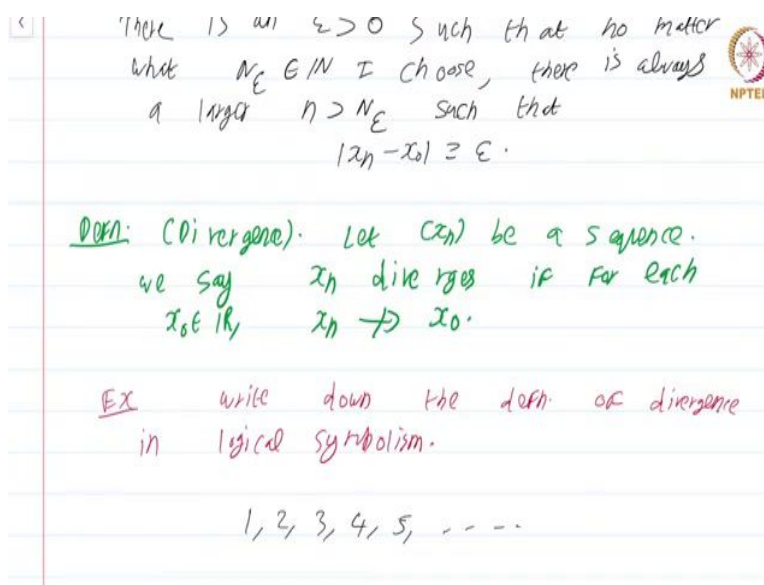 There is an ε > 0 such that no matter
what N_ε ∈ ℕ I choose, there is always
a larger n > N_ε such that
|x_n - x_0| ≥ ε.
NPTEL
Defn: (Divergence). Let (x_n) be a sequence.
we say x_n diverges if for each
x_0 ∈ ℝ, x_n ↛ x_0.
Ex write down the defn. of divergence
in logical symbolism.
1, 2, 3, 4, 5, .....